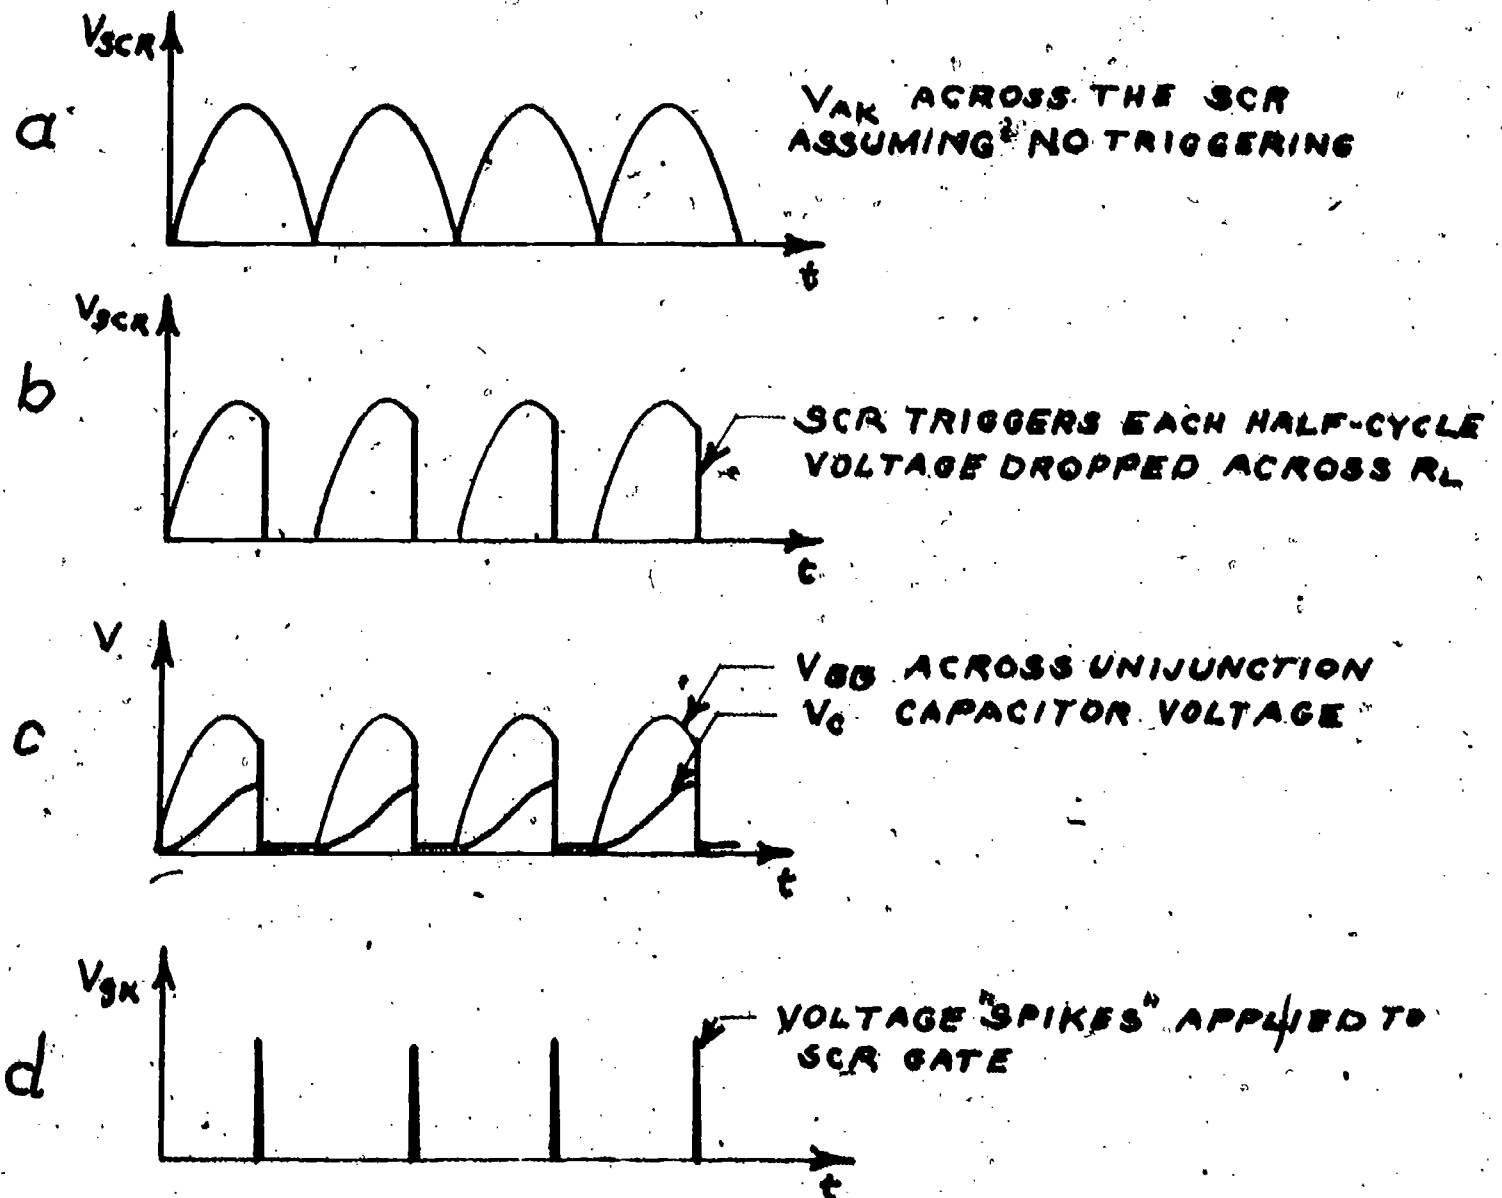 VSCR
a
VAK ACROSS THE SCR
ASSUMING NO TRIGGERING
t
VSCR
b
SCR TRIGGERS EACH HALF-CYCLE
VOLTAGE DROPPED ACROSS RL
t
V
c
VBB ACROSS UNIJUNCTION
VC CAPACITOR VOLTAGE
t
VgK
d
VOLTAGE "SPIKES" APPLIED TO
SCR GATE
t